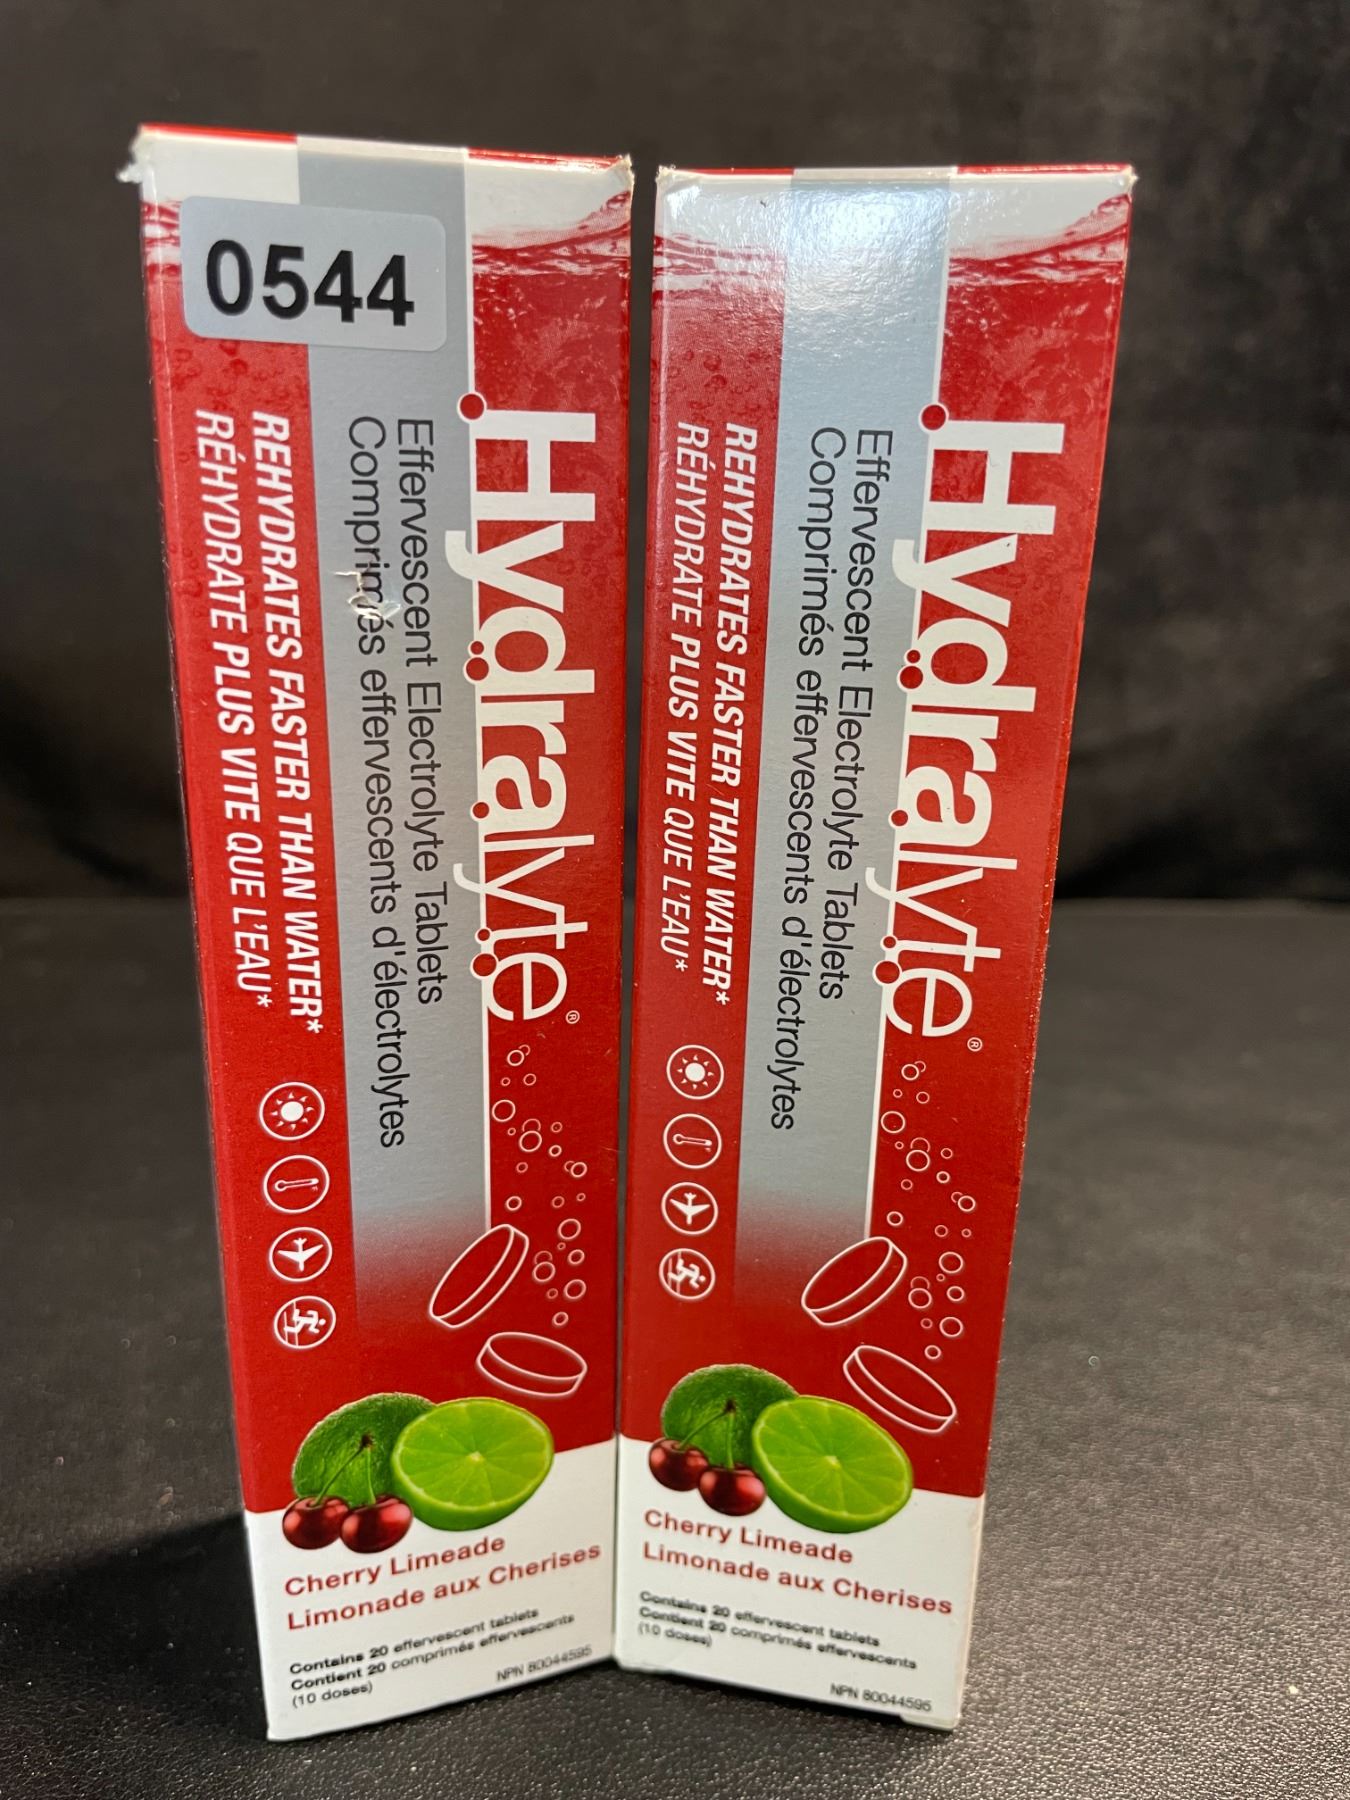 0544
Hydralyte®
Effervescent Electrolyte Tablets
Comprimés effervescents d'électrolytes
REHYDRATES FASTER THAN WATER*
RÉHYDRATE PLUS VITE QUE L'EAU*
Cherry Limeade
Limonade aux Cherises
Contains 20 effervescent tablets
Contient 20 comprimés effervescents
(10 doses)
NPN 80044595
Hydralyte®
Effervescent Electrolyte Tablets
Comprimés effervescents d'électrolytes
REHYDRATES FASTER THAN WATER*
RÉHYDRATE PLUS VITE QUE L'EAU*
Cherry Limeade
Limonade aux Cherises
Contains 20 effervescent tablets
Contient 20 comprimés effervescents
(10 doses)
NPN 80044595